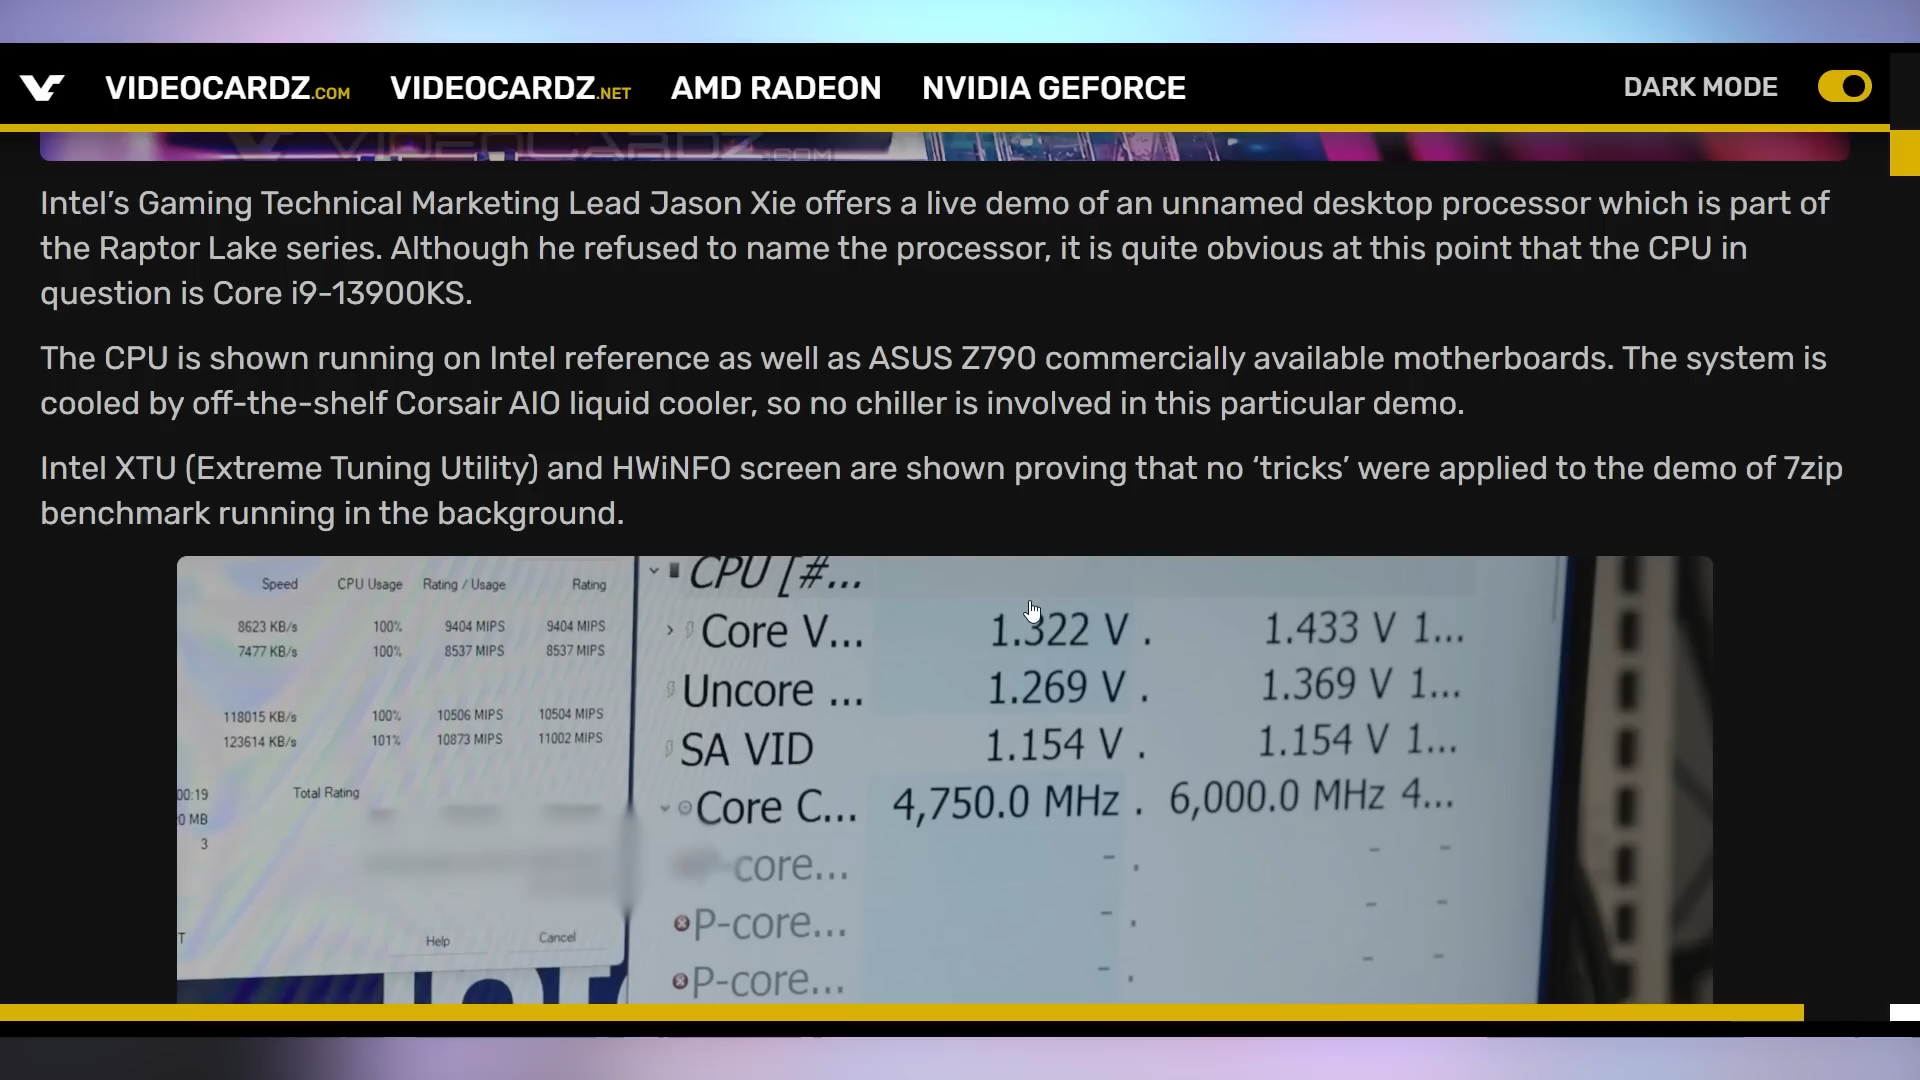 VIDEOCARDZ.COM VIDEOCARDZ.NET AMD RADEON NVIDIA GEFORCE DARK MODE
VIDEOCARDZ.COM
Intel’s Gaming Technical Marketing Lead Jason Xie offers a live demo of an unnamed desktop processor which is part of
the Raptor Lake series. Although he refused to name the processor, it is quite obvious at this point that the CPU in
question is Core i9-13900KS.
The CPU is shown running on Intel reference as well as ASUS Z790 commercially available motherboards. The system is
cooled by off-the-shelf Corsair AIO liquid cooler, so no chiller is involved in this particular demo.
Intel XTU (Extreme Tuning Utility) and HWiNFO screen are shown proving that no ‘tricks’ were applied to the demo of 7zip
benchmark running in the background.
Speed CPU Usage Rating / Usage Rating
8623 KB/s 100% 9404 MIPS 9404 MIPS
7477 KB/s 100% 8537 MIPS 8537 MIPS
118015 KB/s 100% 10506 MIPS 10504 MIPS
123614 KB/s 101% 10873 MIPS 11002 MIPS
00:19 Total Rating
0 MB
3
T
Help Cancel
CPU [#...
Core V... 1.322 V . 1.433 V 1...
Uncore ... 1.269 V . 1.369 V 1...
SA VID 1.154 V . 1.154 V 1...
Core C... 4,750.0 MHz . 6,000.0 MHz 4...
-core... - . - -
P-core... - . - -
P-core... - . - -